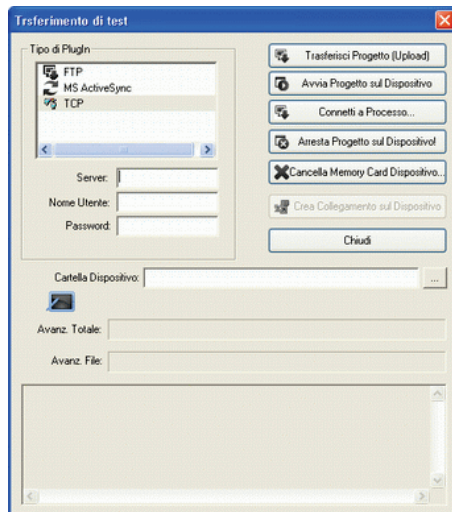 Trsferimento di test
Tipo di PlugIn
FTP
MS ActiveSync
TCP
Server:
Nome Utente:
Password:
Trasferisci Progetto (Upload)
Avvia Progetto sul Dispositivo
Connetti a Processo...
Arresta Progetto sul Dispositivo!
Cancella Memory Card Dispositivo...
Crea Collegamento sul Dispositivo
Chiudi
Cartella Dispositivo:
...
Avanz. Totale:
Avanz. File: